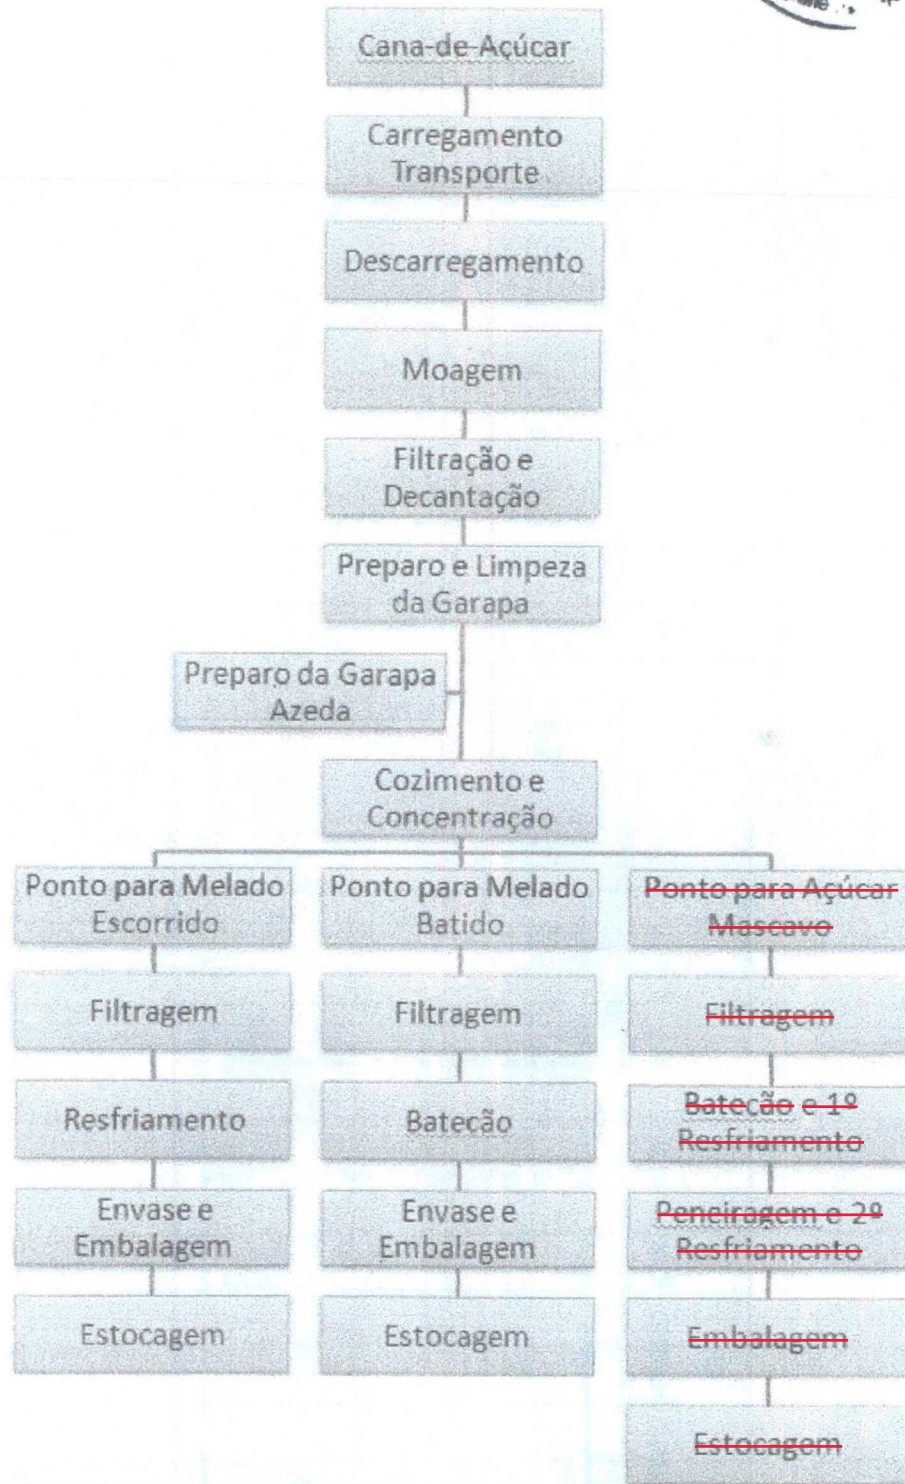 Cana-de-Açúcar
Carregamento
Transporte
Descarregamento
Moagem
Filtração e
Decantação
Preparo e Limpeza
da Garapa
Preparo da Garapa
Azeda
Cozimento e
Concentração
Ponto para Melado
Escorrido
Filtragem
Resfriamento
Envase e
Embalagem
Estocagem
Ponto para Melado
Batido
Filtragem
Bateção
Envase e
Embalagem
Estocagem
Ponto para Açúcar
Mascavo
Filtragem
Bateção e 1º
Resfriamento
Peneiragem e 2º
Resfriamento
Embalagem
Estocagem